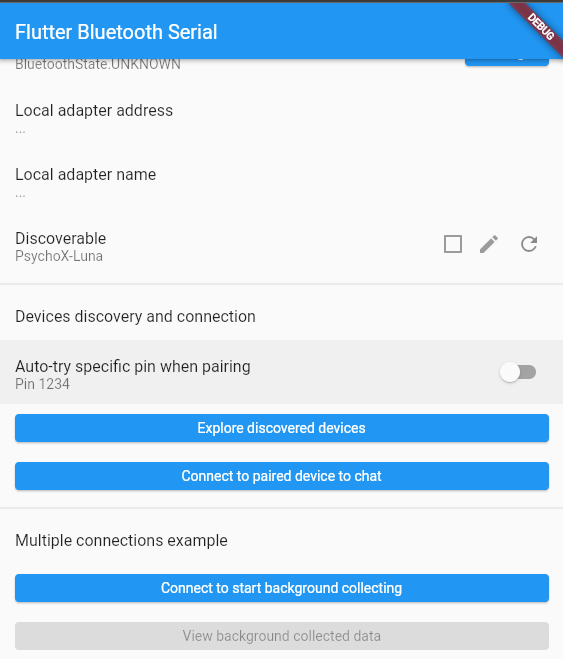 Flutter Bluetooth Serial
DEBUG
BluetoothState.UNKNOWN
Local adapter address
...
Local adapter name
...
Discoverable
PsychoX-Luna
Devices discovery and connection
Auto-try specific pin when pairing
Pin 1234
Explore discovered devices
Connect to paired device to chat
Multiple connections example
Connect to start background collecting
View background collected data